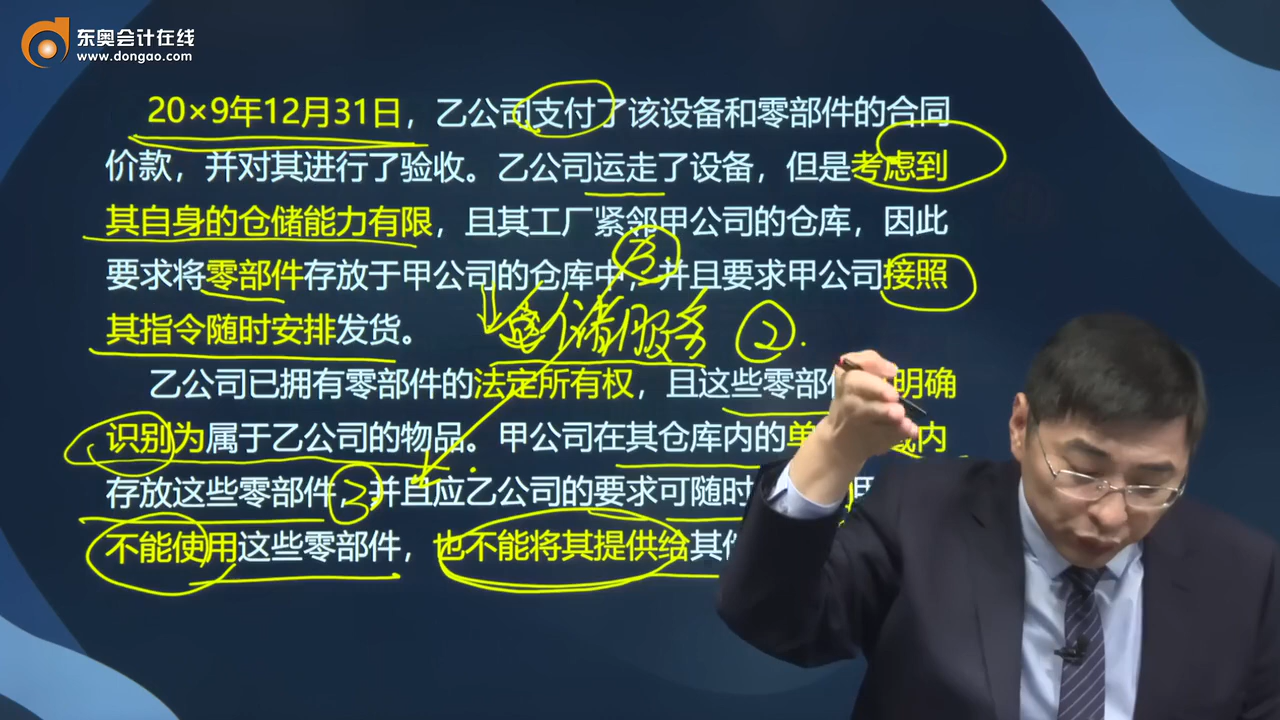 东奥会计在线
www.dongao.com
20×9年12月31日，乙公司支付了该设备和零部件的合同
价款，并对其进行了验收。乙公司运走了设备，但是考虑到
其自身的仓储能力有限，且其工厂紧邻甲公司的仓库，因此
要求将零部件存放于甲公司的仓库中，并且要求甲公司按照
其指令随时安排发货。
服务 ②.
乙公司已拥有零部件的法定所有权，且这些零部 明确
识别为属于乙公司的物品。甲公司在其仓库内的单 域内
存放这些零部件，并且应乙公司的要求可随时
不能使用这些零部件，也不能将其提供给其